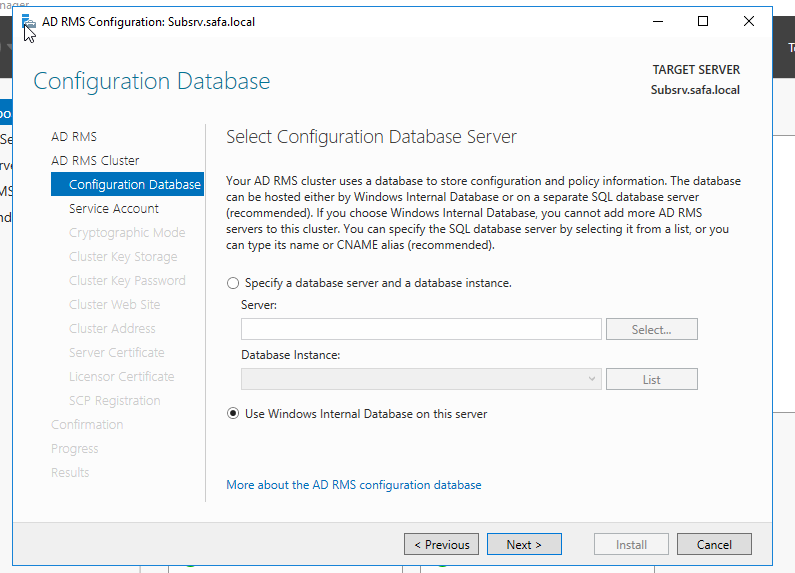 nager
AD RMS Configuration: Subsrv.safa.local
Configuration Database
TARGET SERVER
Subsrv.safa.local
AD RMS
AD RMS Cluster
Configuration Database
Service Account
Cryptographic Mode
Cluster Key Storage
Cluster Key Password
Cluster Web Site
Cluster Address
Server Certificate
Licensor Certificate
SCP Registration
Confirmation
Progress
Results
Select Configuration Database Server
Your AD RMS cluster uses a database to store configuration and policy information. The database
can be hosted either by Windows Internal Database or on a separate SQL database server
(recommended). If you choose Windows Internal Database, you cannot add more AD RMS
servers to this cluster. You can specify the SQL database server by selecting it from a list, or you
can type its name or CNAME alias (recommended).
Specify a database server and a database instance.
Server:
Select...
Database Instance:
List
Use Windows Internal Database on this server
More about the AD RMS configuration database
< Previous
Next >
Install
Cancel